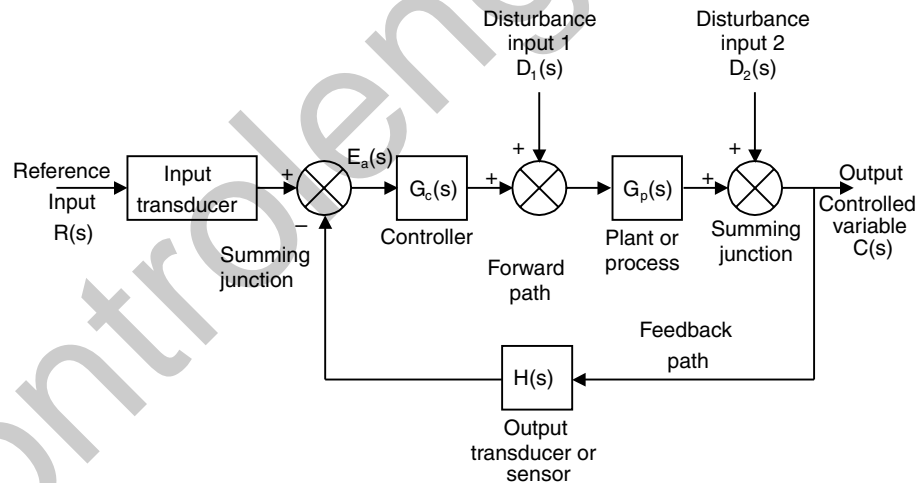 Disturbance
input 1
D₁(s)
Disturbance
input 2
D₂(s)
Reference
Input
R(s)
Input
transducer
+
−
Summing
junction
Eₐ(s)
G꜀(s)
Controller
+
+
Forward
path
Gₚ(s)
Plant or
process
+
+
Summing
junction
Output
Controlled
variable
C(s)
Feedback
path
H(s)
Output
transducer or
sensor
ontroleng